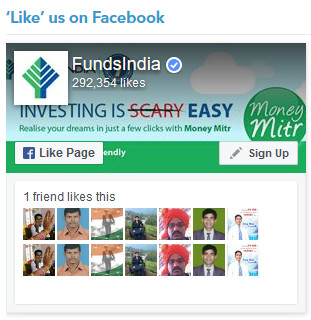 ‘Like’ us on Facebook
FundsIndia
292,354 likes
INVESTING IS SCARY EASY
Realise your dreams in just a few clicks with Money Mitr
Money
Mitr
Like Page
endly
Sign Up
1 friend likes this